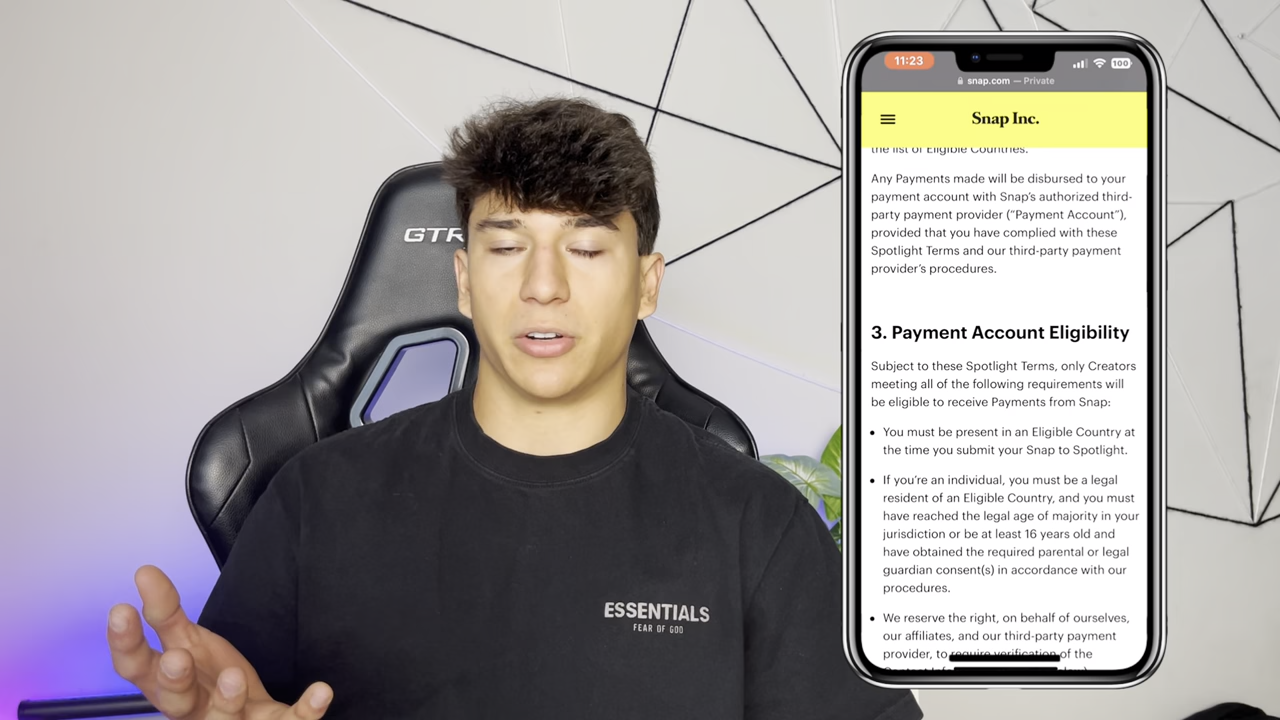 GTR
ESSENTIALS
FEAR OF GOD
11:23
100
snap.com — Private
Snap Inc.
the list of Eligible Countries.
Any Payments made will be disbursed to your
payment account with Snap's authorized third-
party payment provider (“Payment Account”),
provided that you have complied with these
Spotlight Terms and our third-party payment
provider's procedures.
3. Payment Account Eligibility
Subject to these Spotlight Terms, only Creators
meeting all of the following requirements will
be eligible to receive Payments from Snap:
• You must be present in an Eligible Country at
the time you submit your Snap to Spotlight.
• If you're an individual, you must be a legal
resident of an Eligible Country, and you must
have reached the legal age of majority in your
jurisdiction or be at least 16 years old and
have obtained the required parental or legal
guardian consent(s) in accordance with our
procedures.
• We reserve the right, on behalf of ourselves,
our affiliates, and our third-party payment
provider, to require verification of the